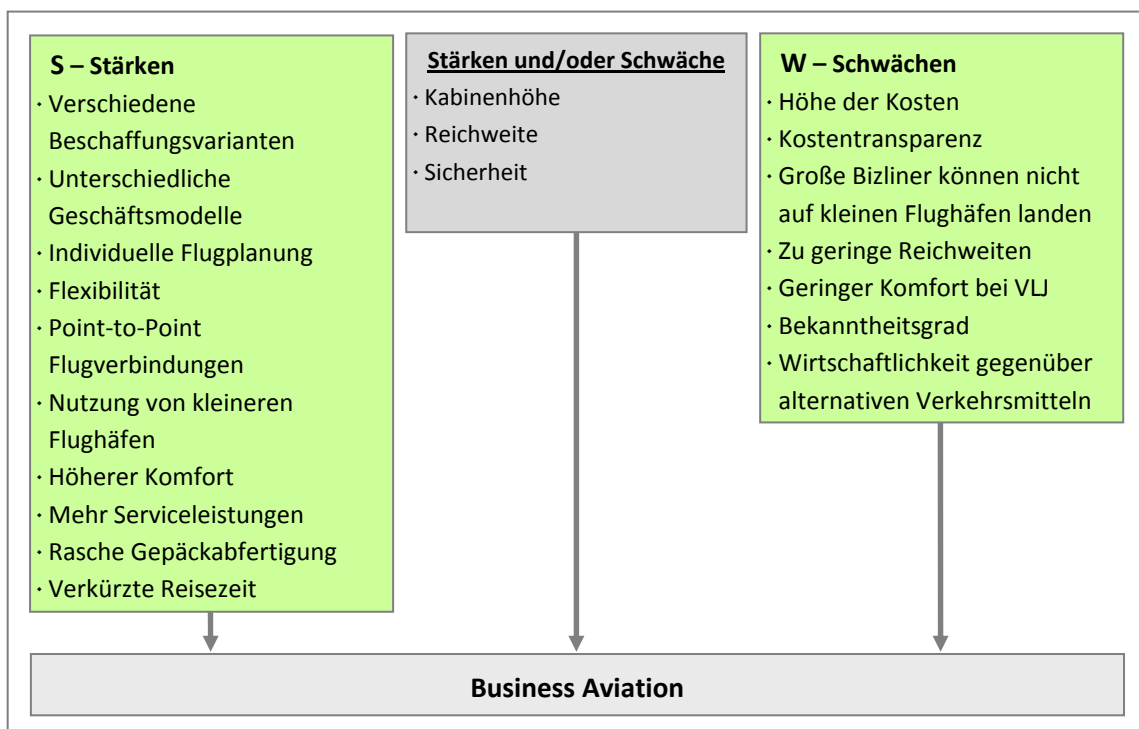 S – Stärken
· Verschiedene
Beschaffungsvarianten
· Unterschiedliche
Geschäftsmodelle
· Individuelle Flugplanung
· Flexibilität
· Point-to-Point
Flugverbindungen
· Nutzung von kleineren
Flughäfen
· Höherer Komfort
· Mehr Serviceleistungen
· Rasche Gepäckabfertigung
· Verkürzte Reisezeit
Stärken und/oder Schwäche
· Kabinenhöhe
· Reichweite
· Sicherheit
W – Schwächen
· Höhe der Kosten
· Kostentransparenz
· Große Bizliner können nicht
auf kleinen Flughäfen landen
· Zu geringe Reichweiten
· Geringer Komfort bei VLJ
· Bekanntheitsgrad
· Wirtschaftlichkeit gegenüber
alternativen Verkehrsmitteln
Business Aviation